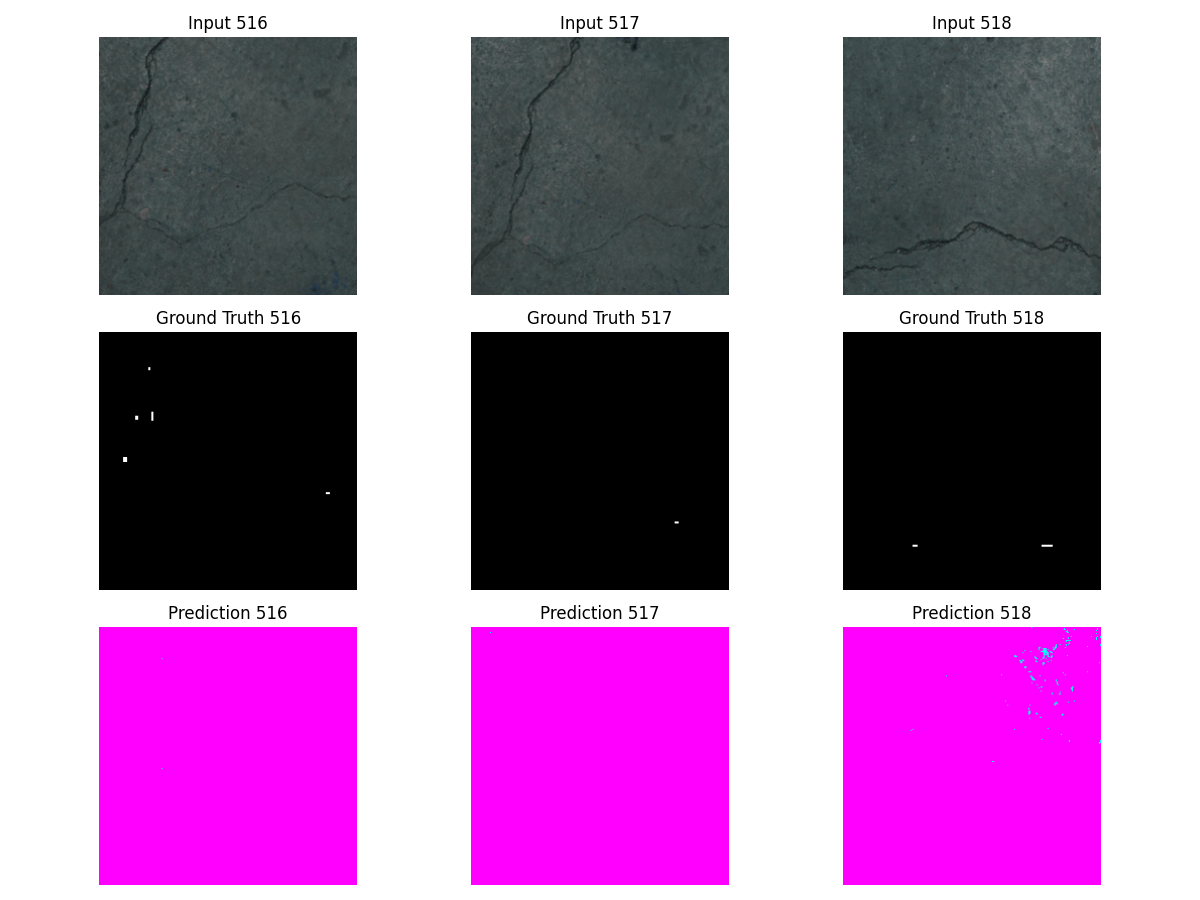 Input 516
Input 517
Input 518
Ground Truth 516
Ground Truth 517
Ground Truth 518
Prediction 516
Prediction 517
Prediction 518